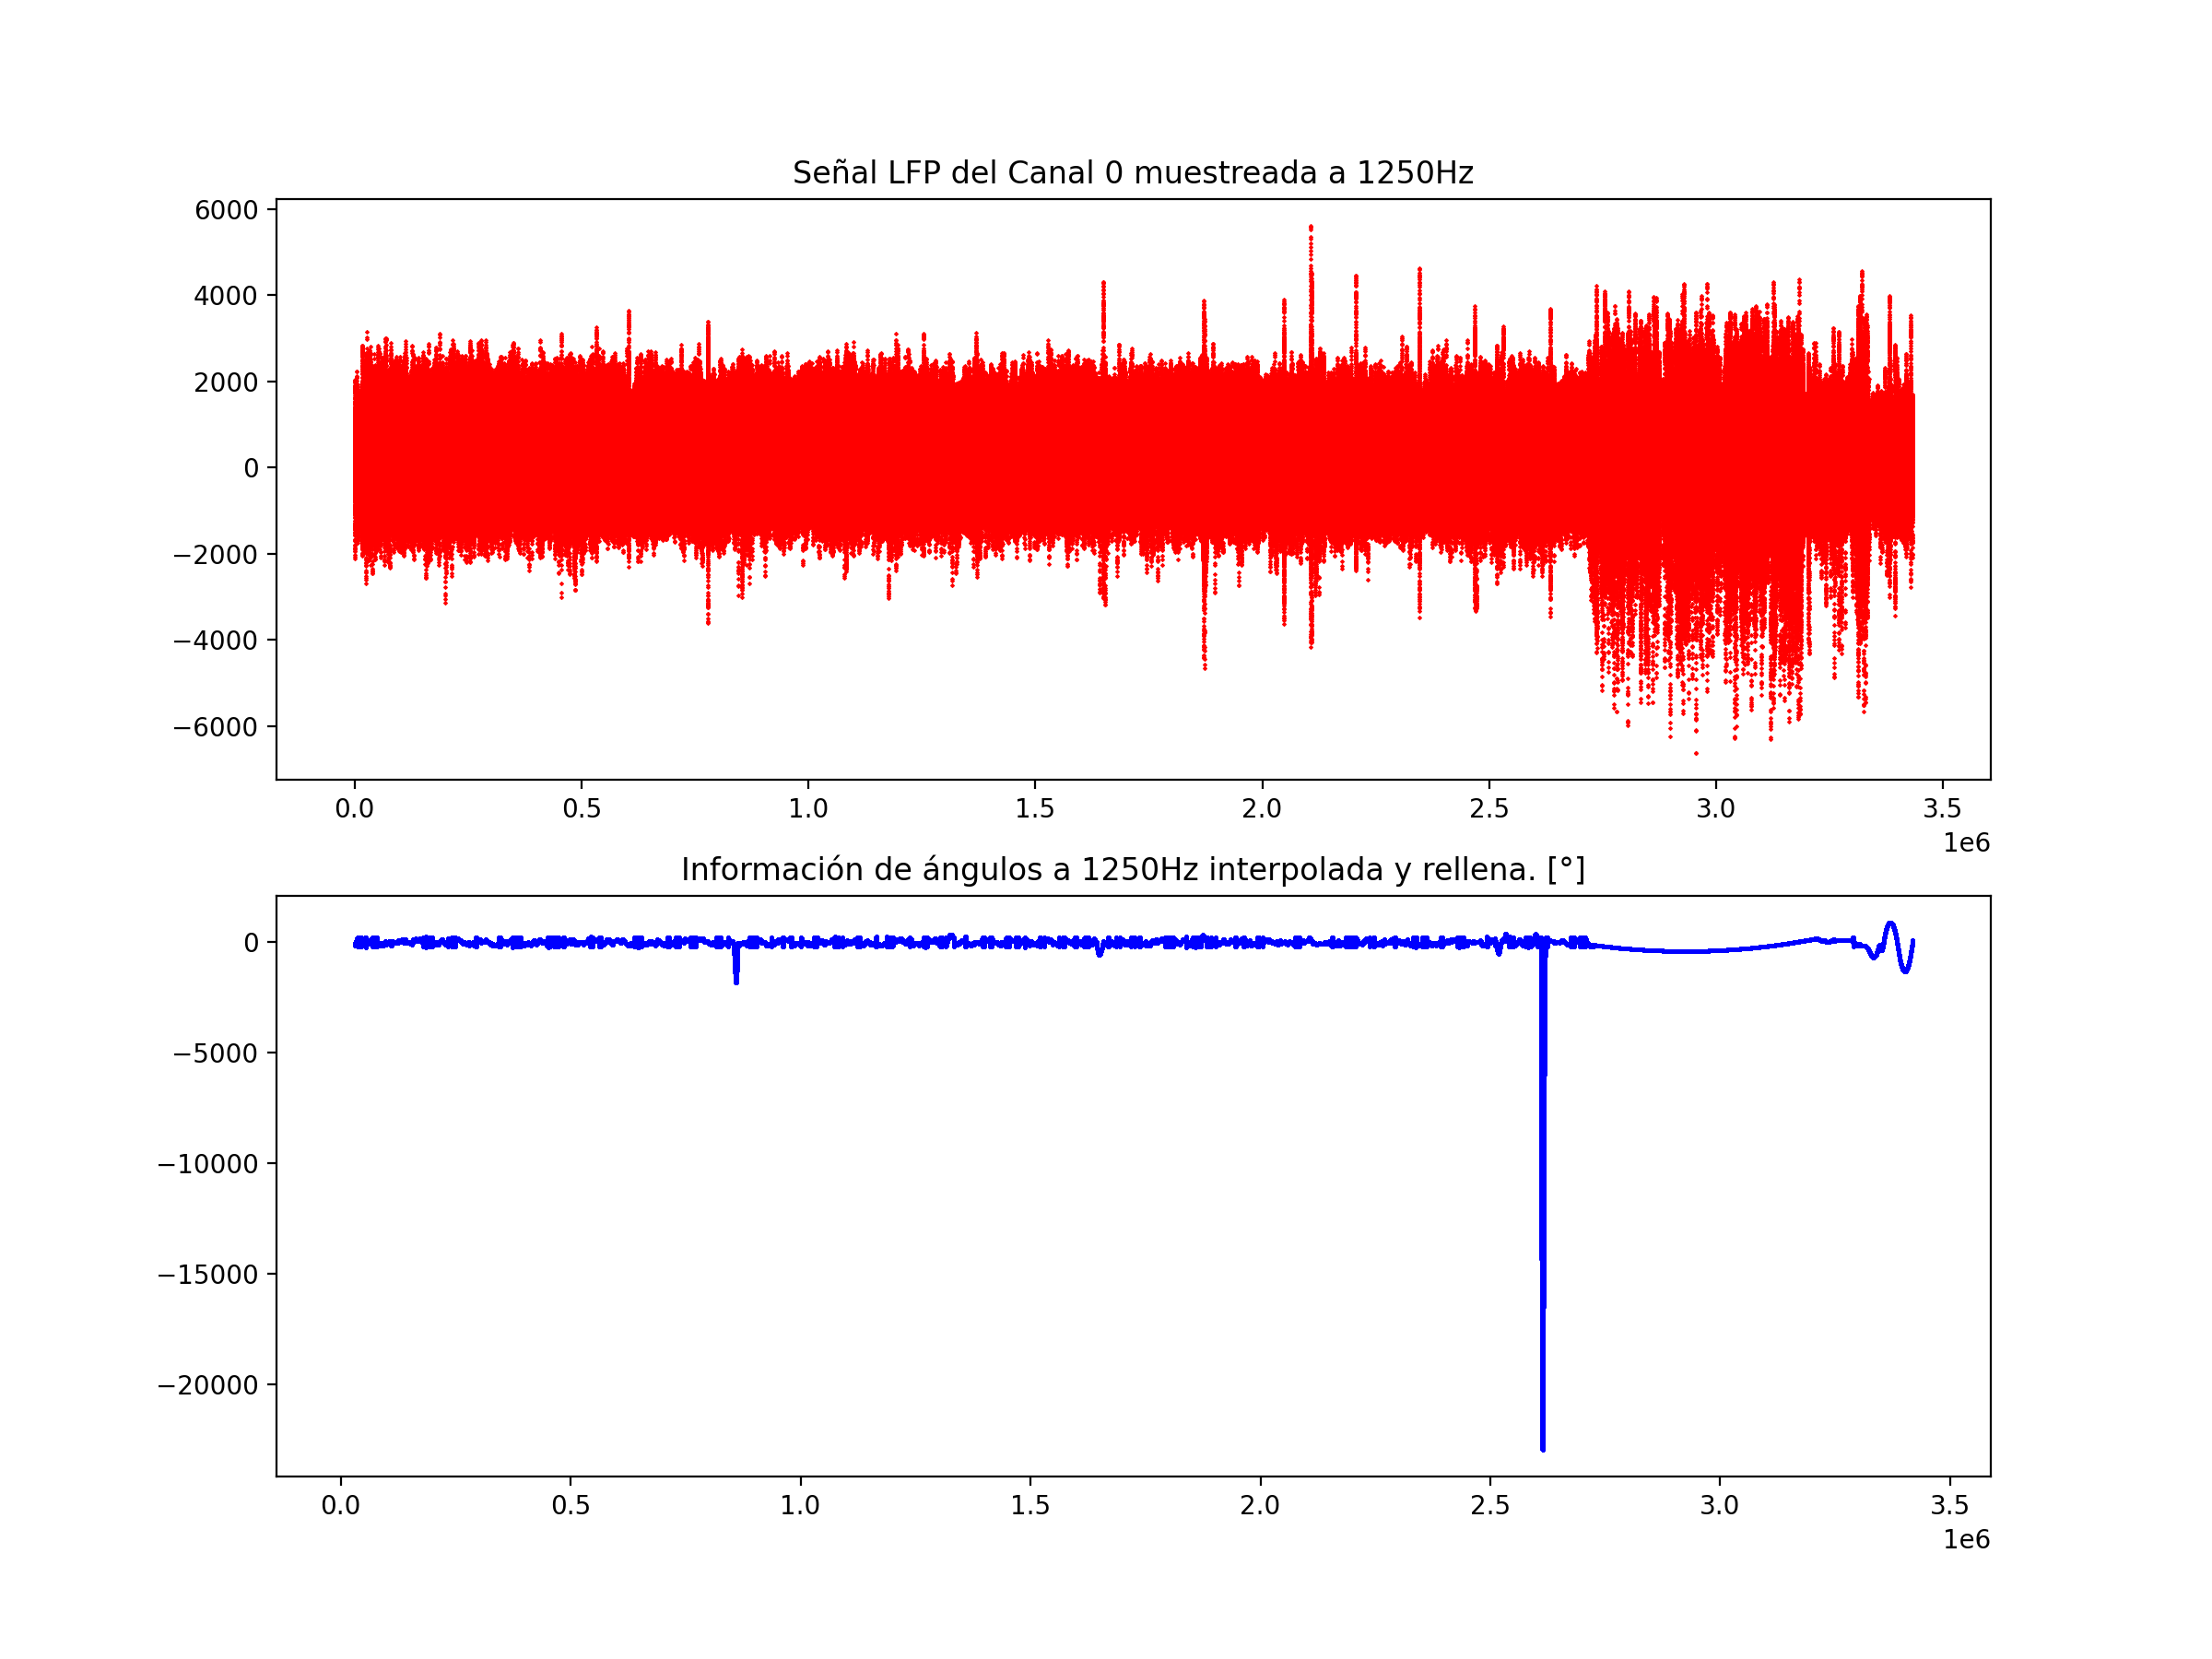 Señal LFP del Canal 0 muestreada a 1250Hz
6000
4000
2000
0
−2000
−4000
−6000
0.0 0.5 1.0 1.5 2.0 2.5 3.0 3.5
1e6
Información de ángulos a 1250Hz interpolada y rellena. [°]
0
−5000
−10000
−15000
−20000
0.0 0.5 1.0 1.5 2.0 2.5 3.0 3.5
1e6